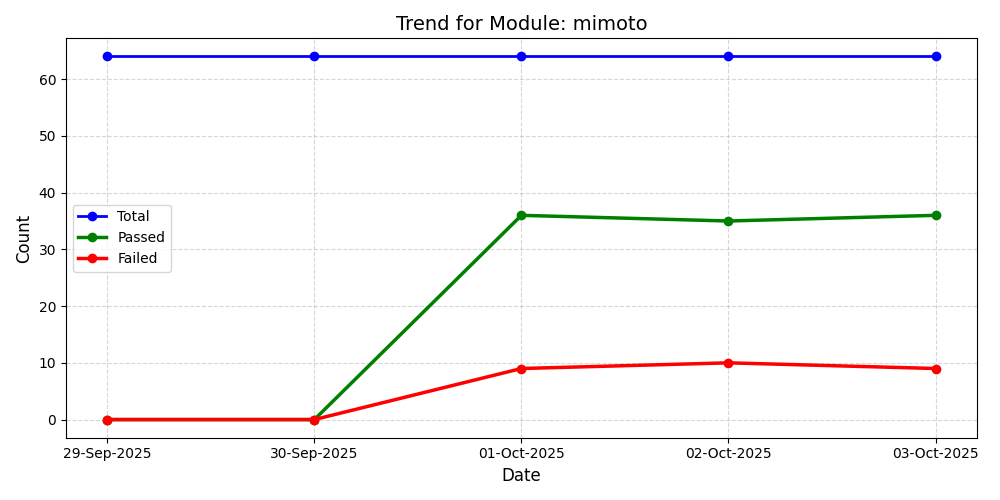 Trend for Module: mimoto
Count
60
50
40
30
20
10
0
Total
Passed
Failed
29-Sep-2025 30-Sep-2025 01-Oct-2025 02-Oct-2025 03-Oct-2025
Date